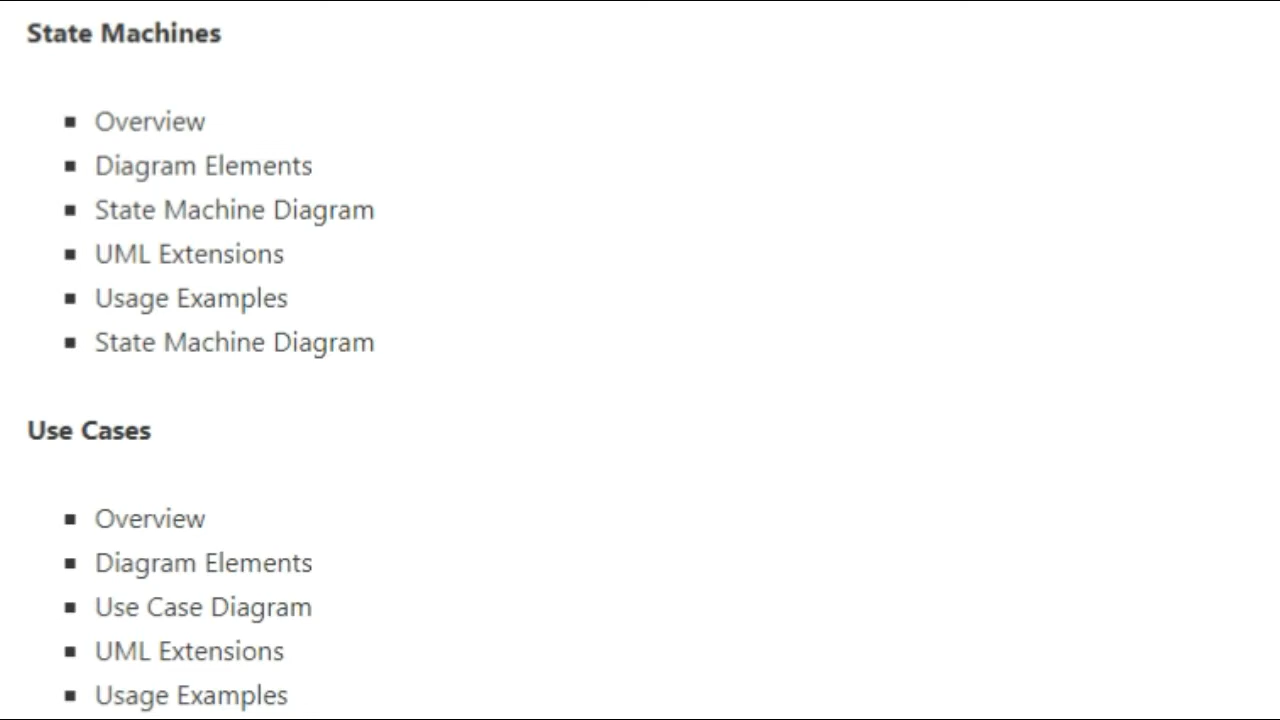 State Machines
Overview
Diagram Elements
State Machine Diagram
UML Extensions
Usage Examples
State Machine Diagram
Use Cases
Overview
Diagram Elements
Use Case Diagram
UML Extensions
Usage Examples